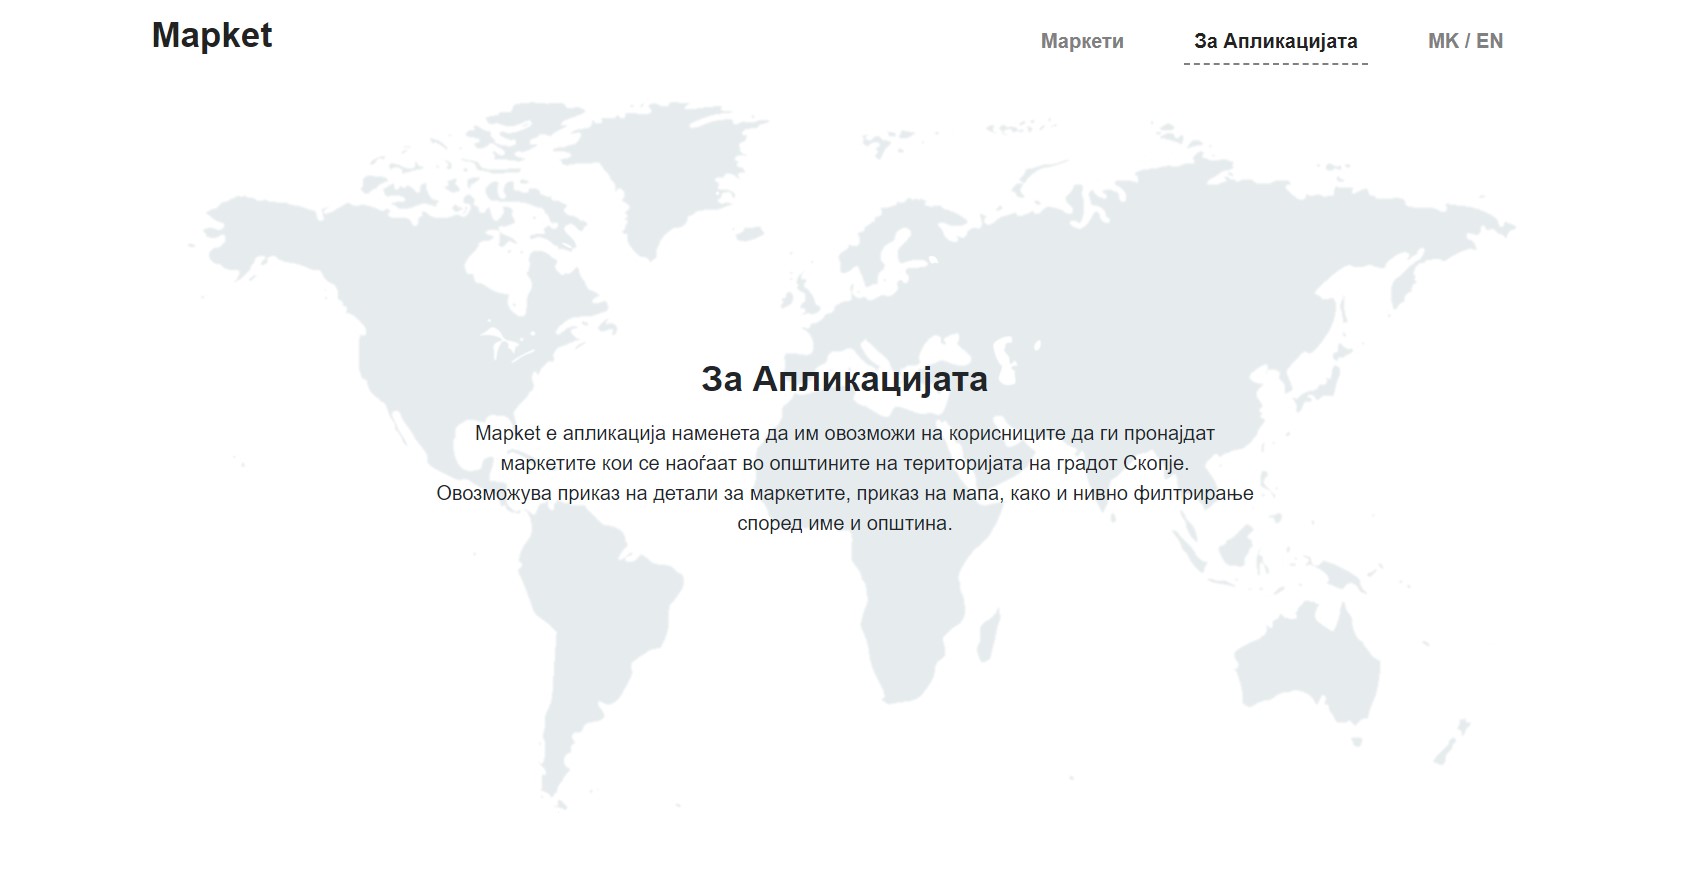 Mapket
Маркети
За Апликацијата
МК / EN
За Апликацијата
Mapket е апликација наменета да им овозможи на корисниците да ги пронајдат
маркетите кои се наоѓаат во општините на територијата на градот Скопје.
Овозможува приказ на детали за маркетите, приказ на мапа, како и нивно филтрирање
според име и општина.